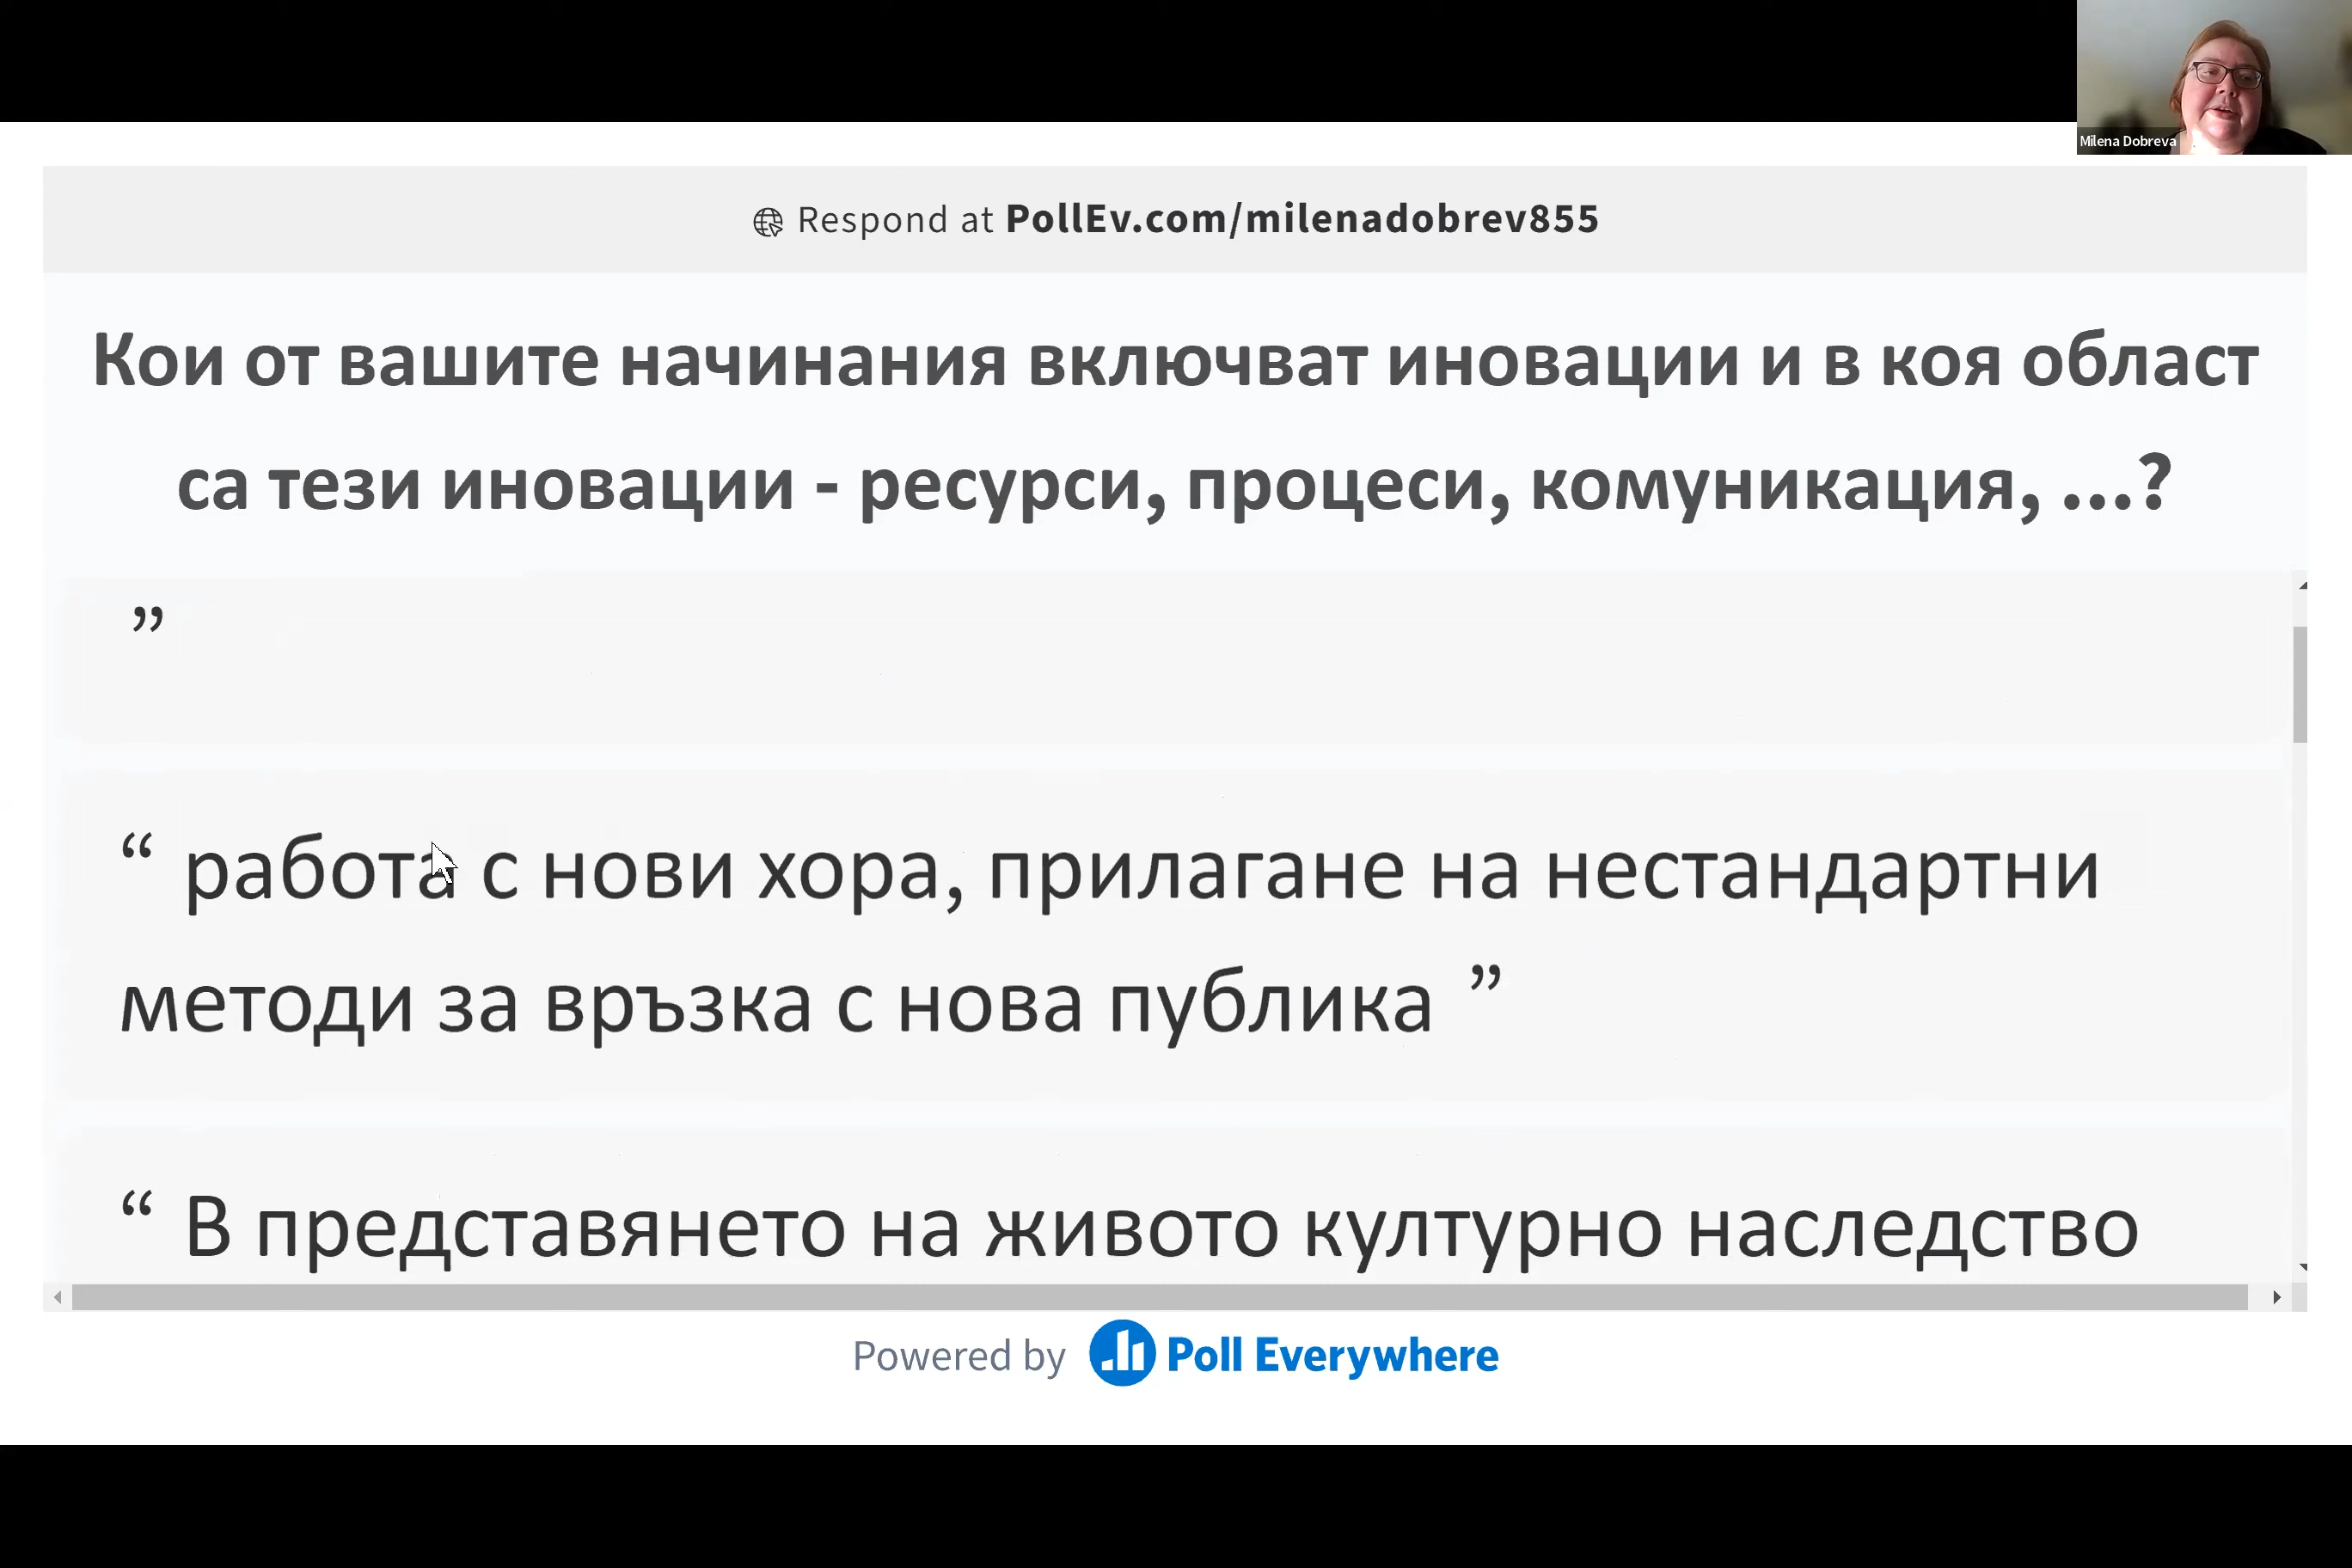 Milena Dobreva
Respond at PollEv.com/milenadobrev855
Кои от вашите начинания включват иновации и в коя област
са тези иновации - ресурси, процеси, комуникация, ...?
”
“ работа с нови хора, прилагане на нестандартни
методи за връзка с нова публика ”
“ В представянето на живото културно наследство
Powered by Poll Everywhere